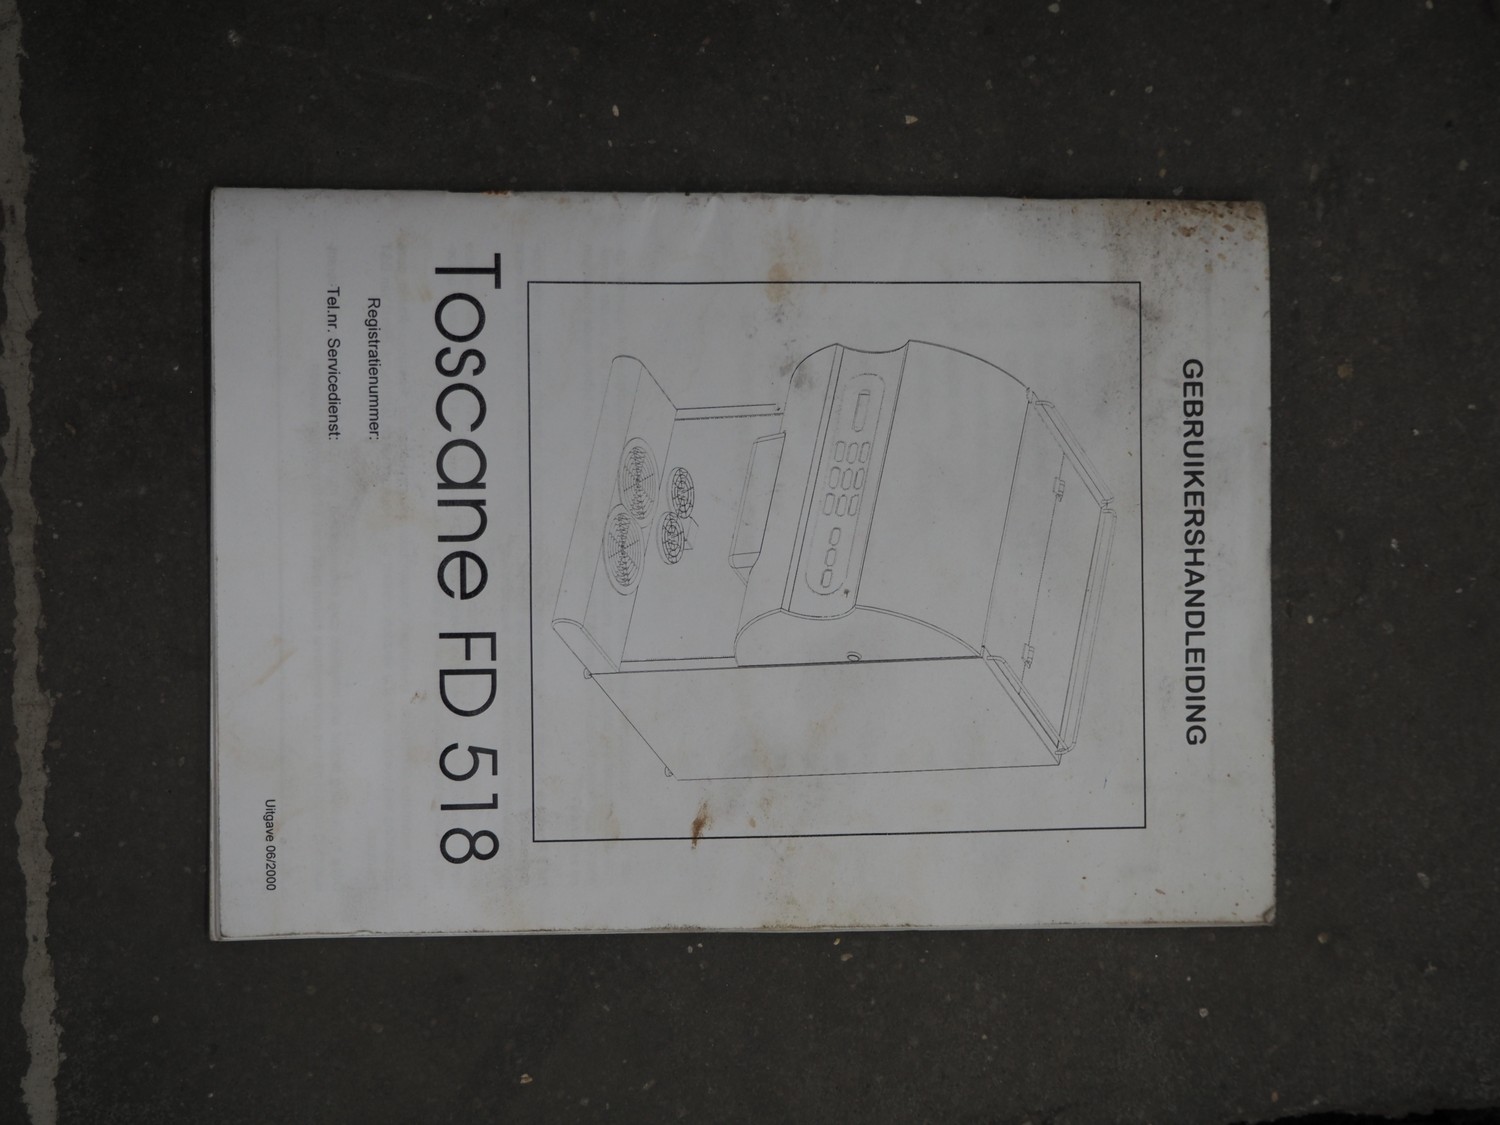 GEBRUIKERSHANDLEIDING
Toscane FD 518
Registratienummer:
Tel.nr. Servicedienst:
Uitgave 06/2000